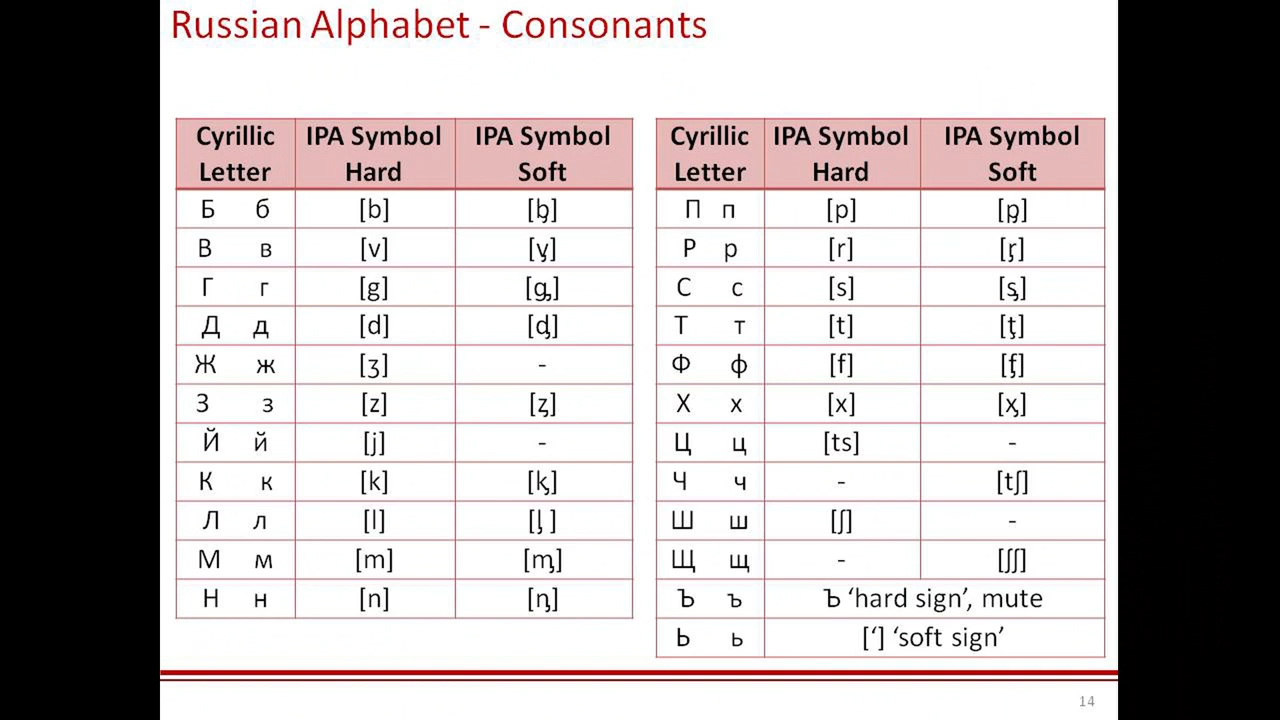 Russian Alphabet - Consonants
Cyrillic Letter IPA Symbol Hard IPA Symbol Soft
Б б [b] [b̡]
В в [v] [v̡]
Г г [g] [g̡]
Д д [d] [d̡]
Ж ж [ʒ] -
З з [z] [z̡]
Й й [j] -
К к [k] [k̡]
Л л [l] [l̡ ]
М м [m] [m̡]
Н н [n] [n̡]
Cyrillic Letter IPA Symbol Hard IPA Symbol Soft
П п [p] [p̡]
Р р [r] [r̡]
С с [s] [s̡]
Т т [t] [t̡]
Ф ф [f] [f̡]
Х х [x] [x̡]
Ц ц [ts] -
Ч ч - [tʃ]
Ш ш [ʃ] -
Щ щ - [ʃʃ]
Ъ ъ Ъ ‘hard sign’, mute
Ь ь [‘] ‘soft sign’
14